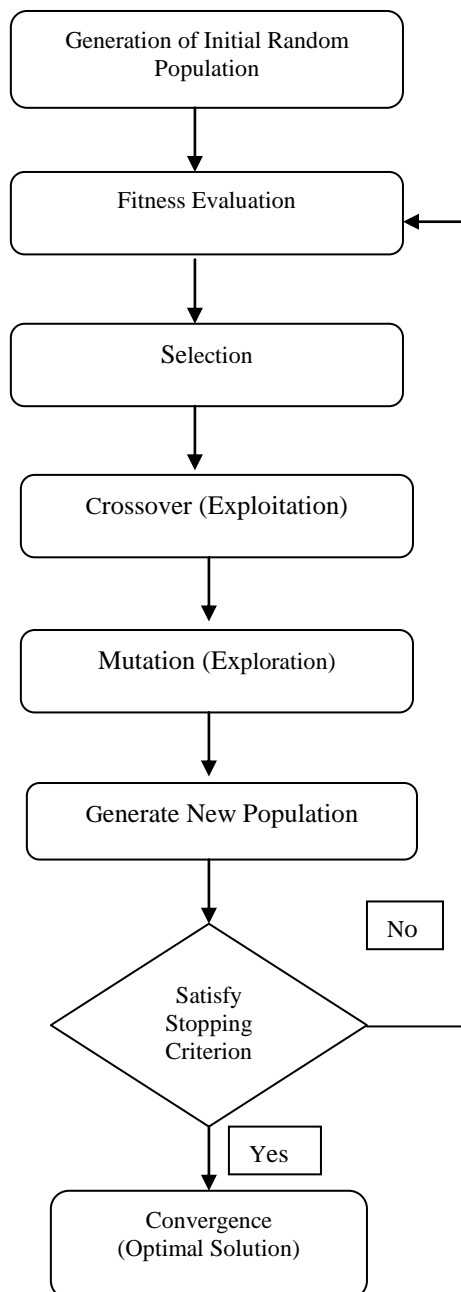 Generation of Initial Random
Population
Fitness Evaluation
Selection
Crossover (Exploitation)
Mutation (Exploration)
Generate New Population
No
Satisfy
Stopping
Criterion
Yes
Convergence
(Optimal Solution)